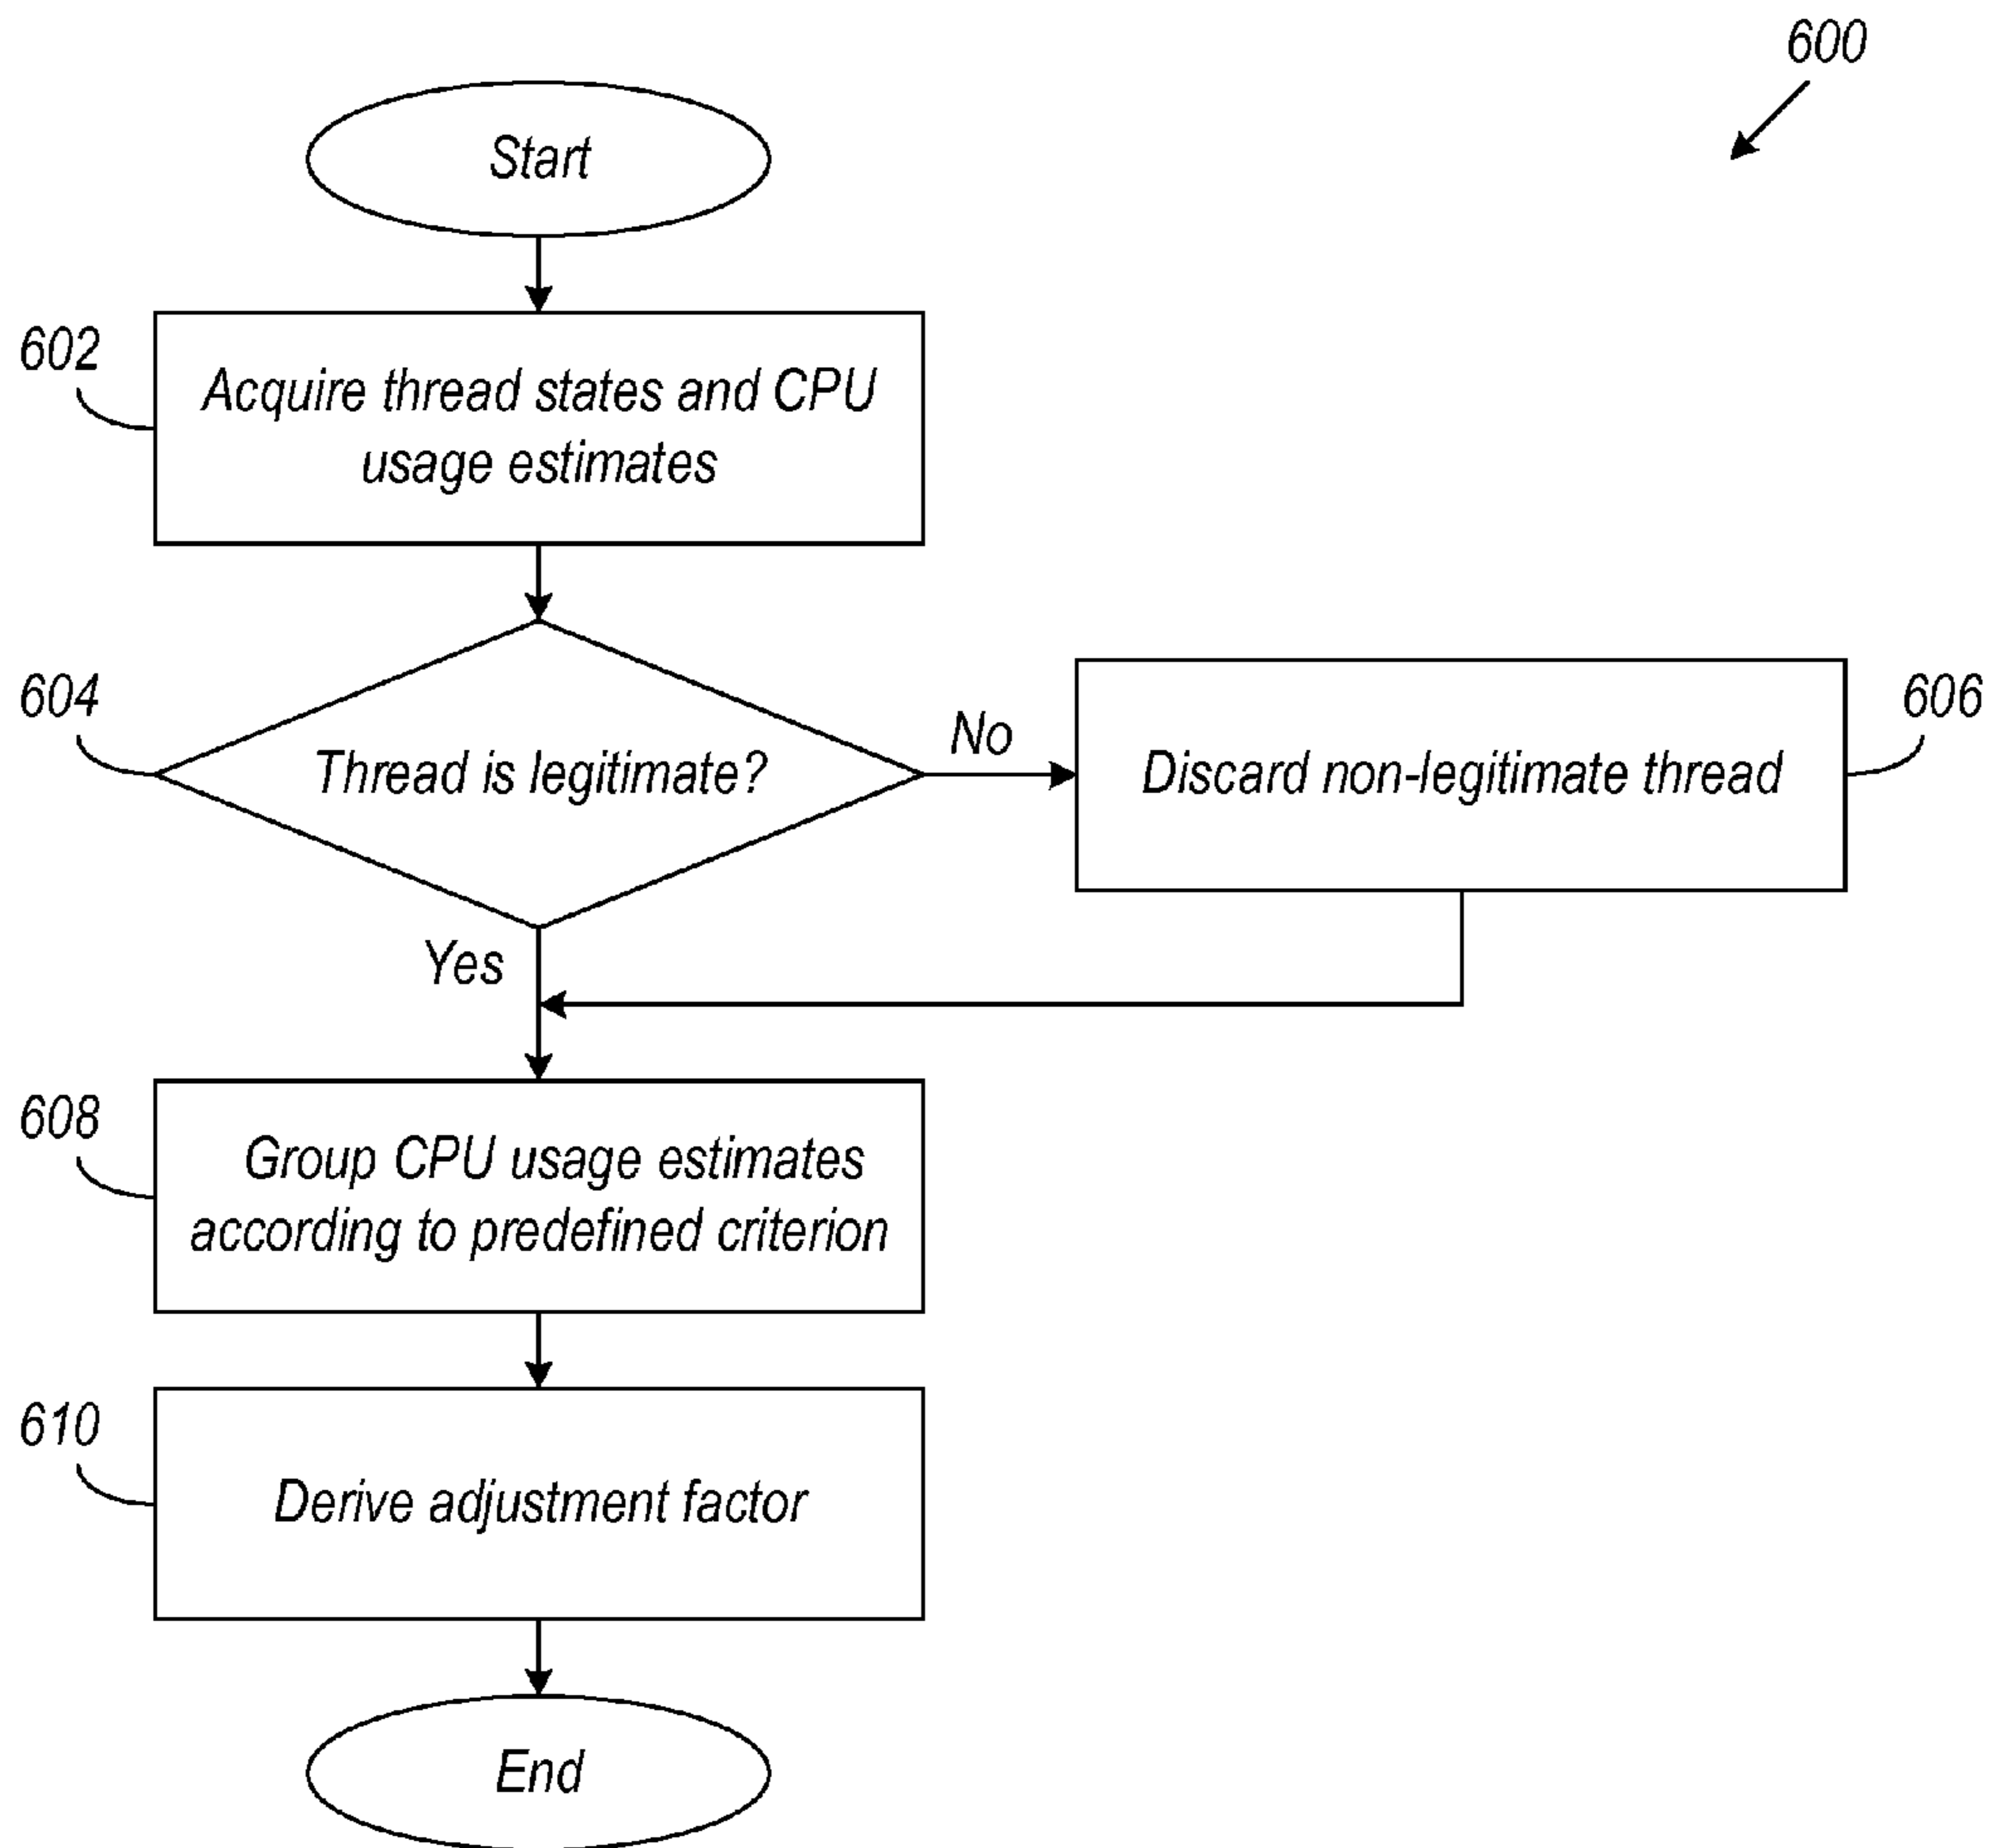 600
Start
602
Acquire thread states and CPU
usage estimates
604
Thread is legitimate?
No
606
Discard non-legitimate thread
Yes
608
Group CPU usage estimates
according to predefined criterion
610
Derive adjustment factor
End